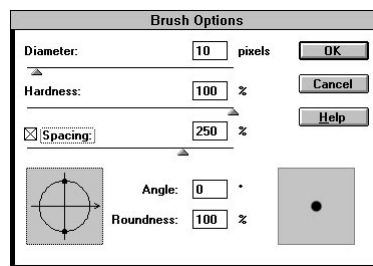 Brush Options
Diameter: 10 pixels OK
Hardness: 100 % Cancel
Spacing: 250 % Help
Angle: 0 °
Roundness: 100 %